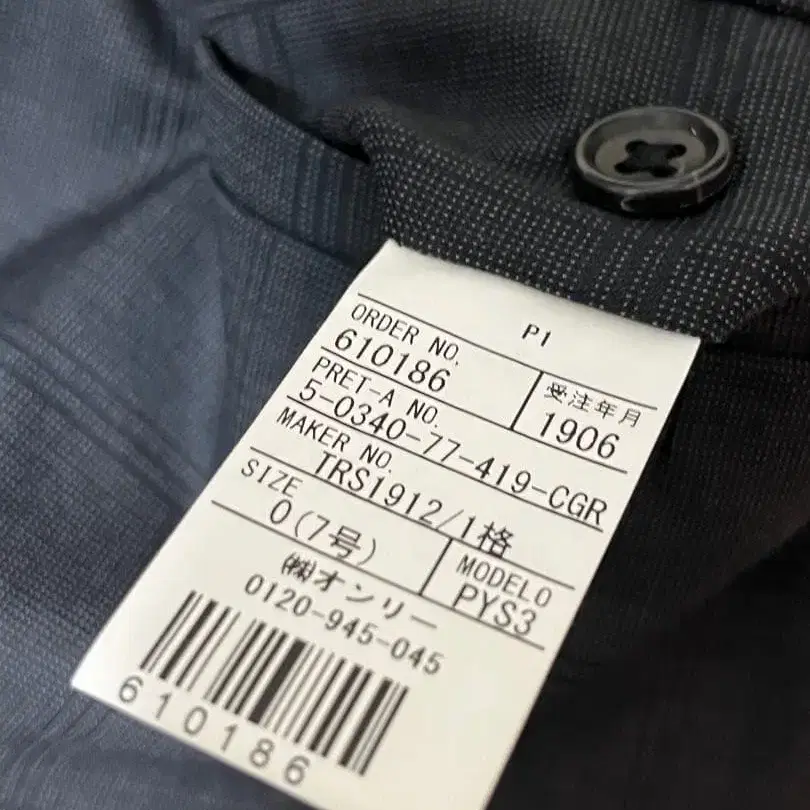 P1
ORDER NO.
610186
受注年月
1906
PRET-A NO.
5-0340-77-419-CGR
MAKER NO.
TRS1912/1格
SIZE
0(7号)
MODELO
PYS3
㈱オンリー
0120-945-045
610186